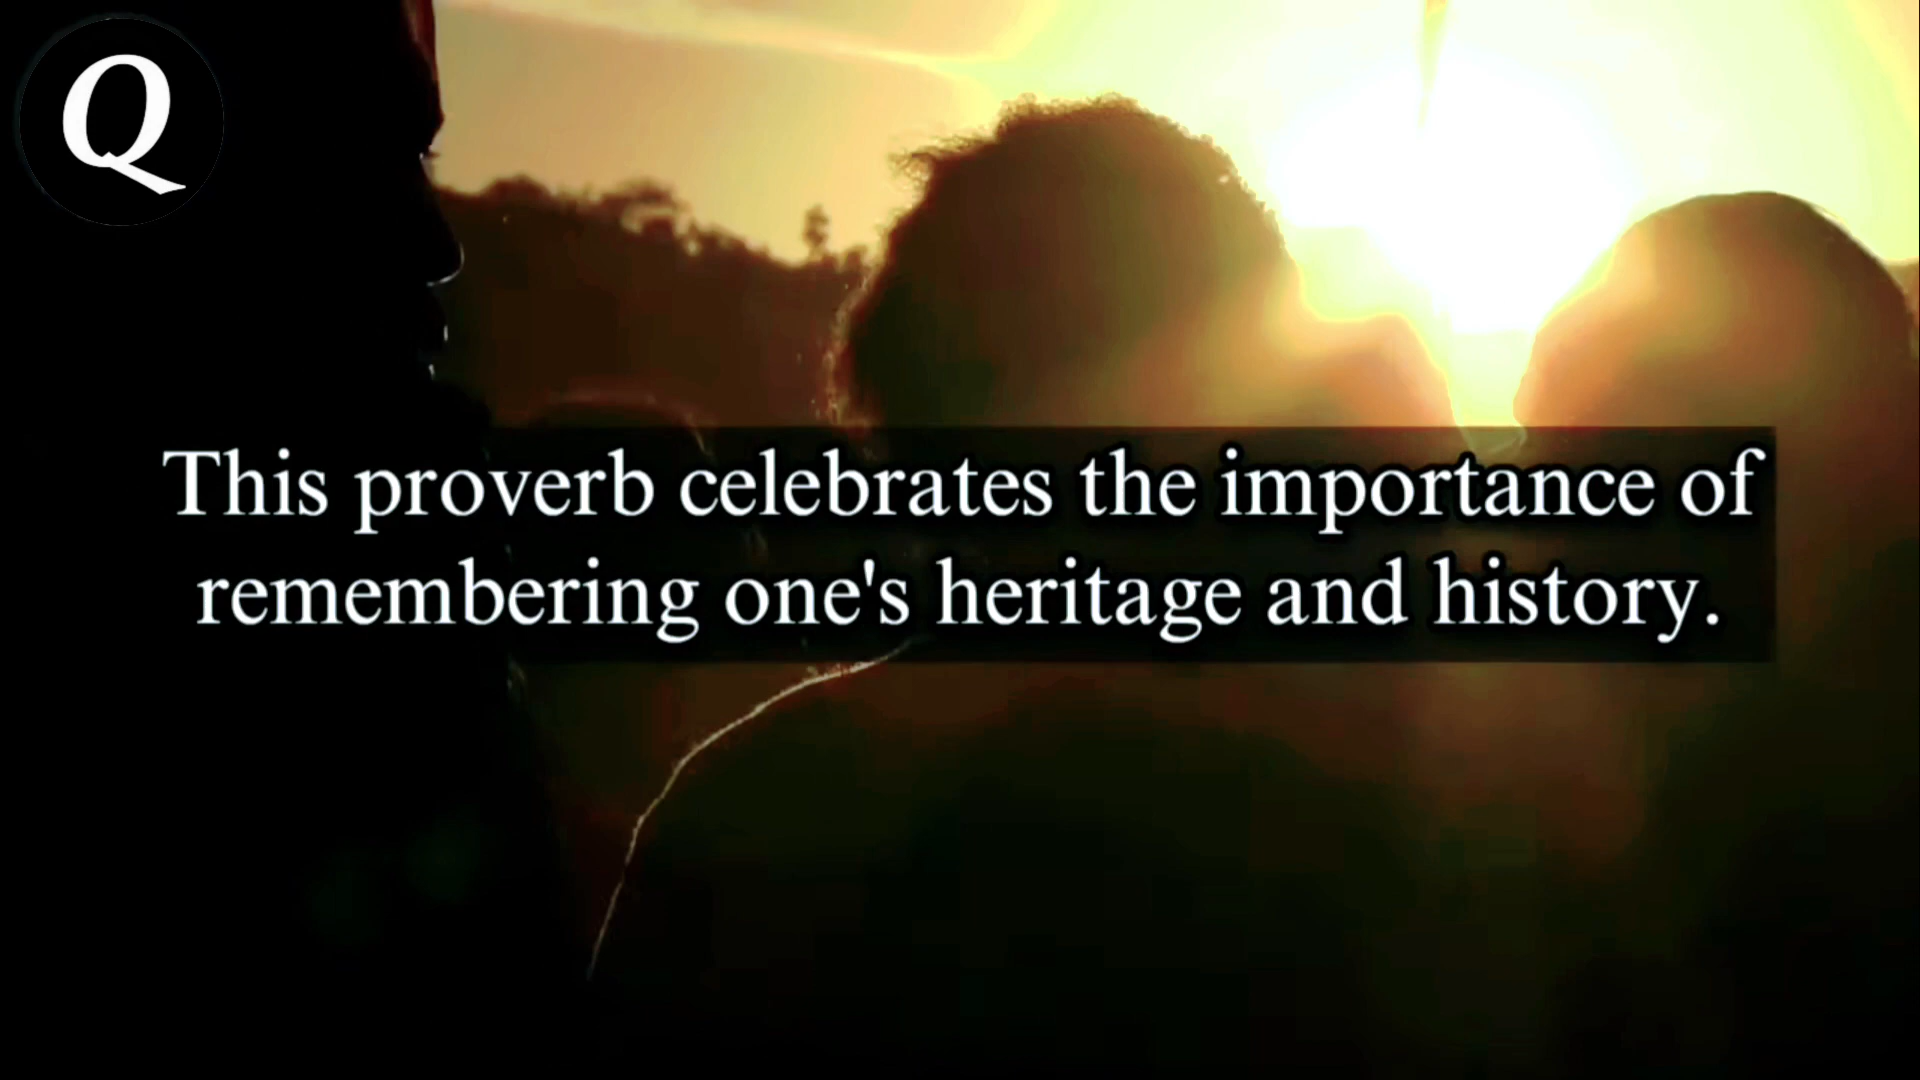 Q
This proverb celebrates the importance of
remembering one's heritage and history.